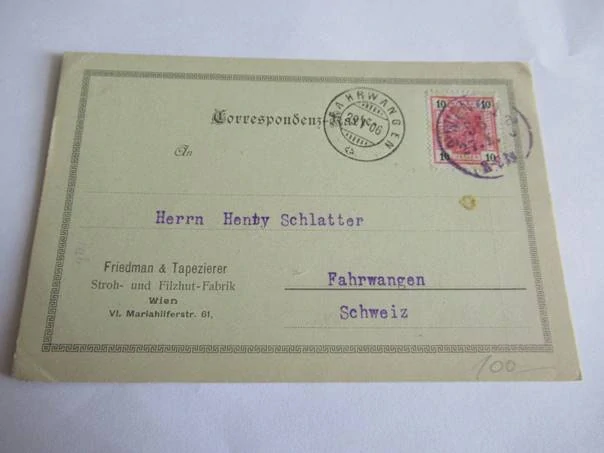 Correspondenz-Karte
FAHRWANGEN
10 10
10 10
WIEN
An
Herrn Henry Schlatter
Friedman & Tapezierer
Stroh- und Filzhut-Fabrik
Wien
VI. Mariahilferstr. 61.
Fahrwangen
Schweiz
100